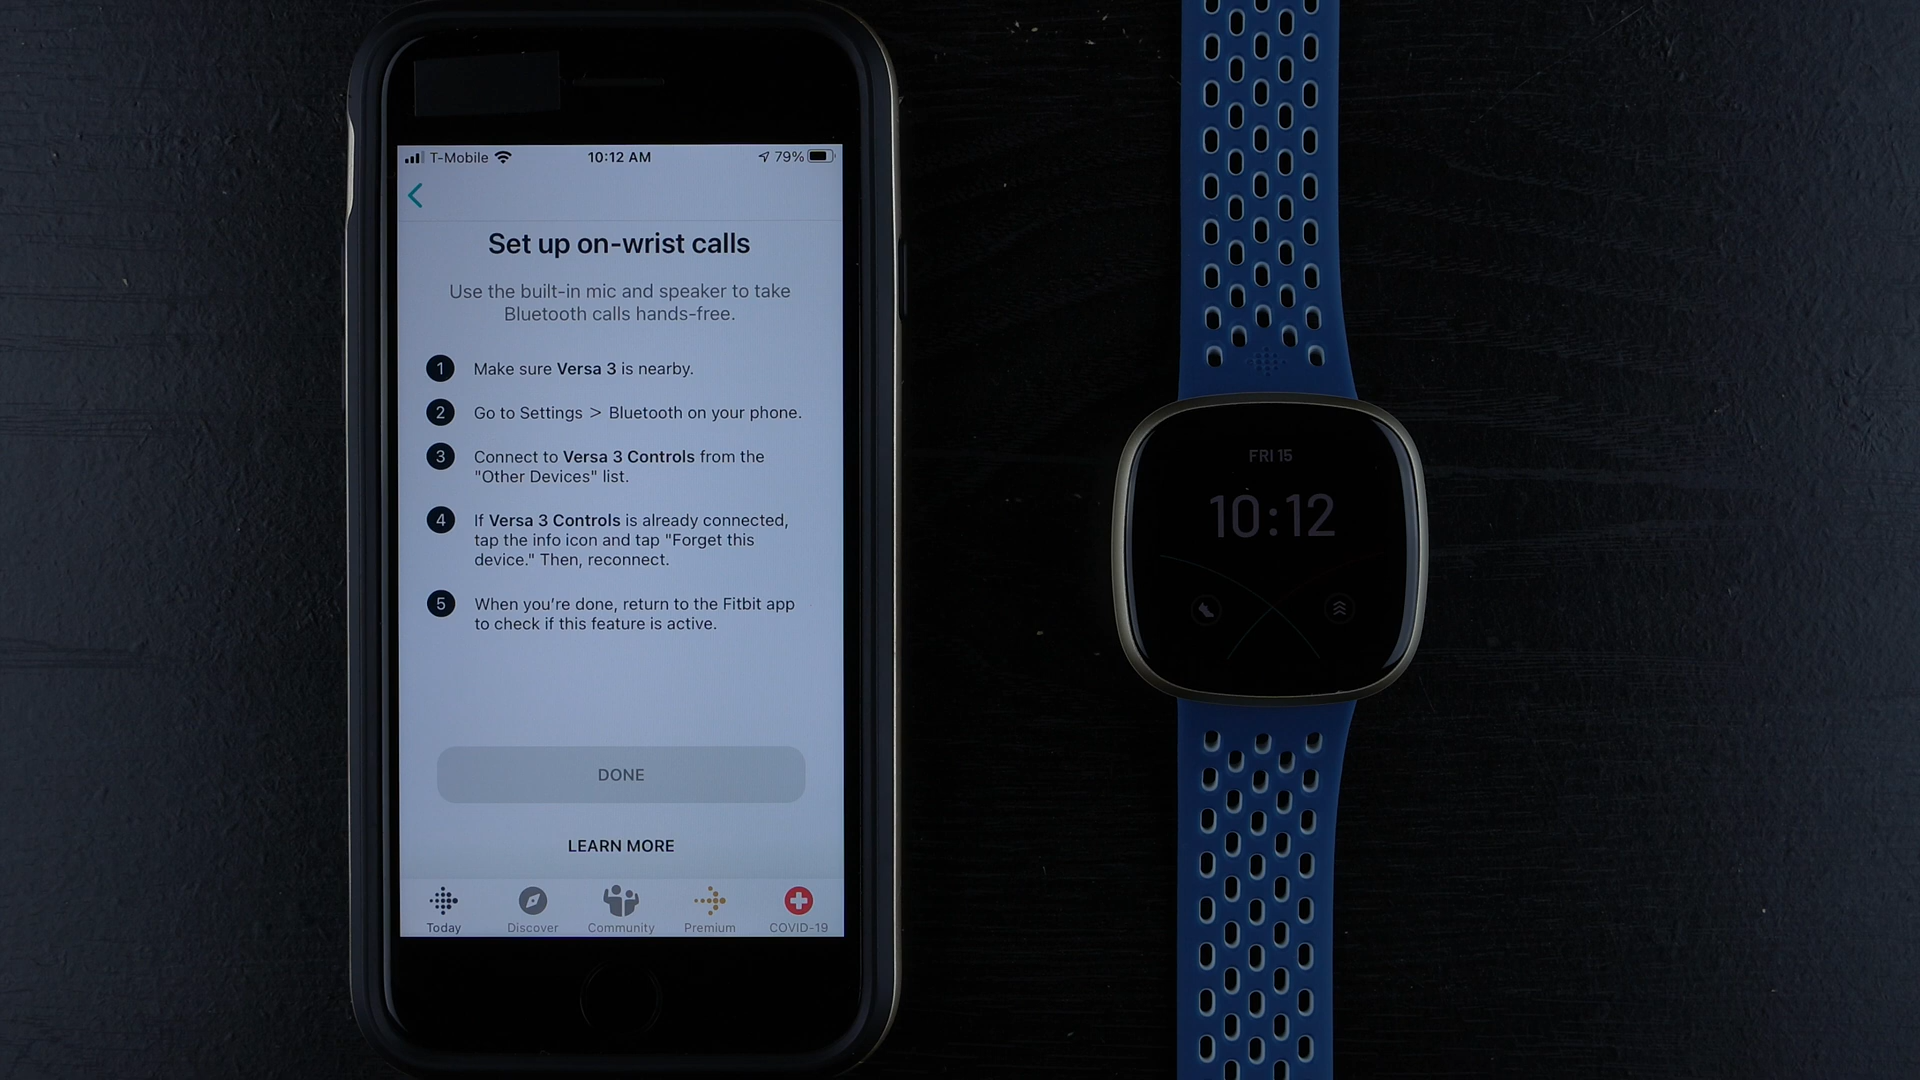 T-Mobile 10:12 AM 79%
Set up on-wrist calls
Use the built-in mic and speaker to take
Bluetooth calls hands-free.
1 Make sure Versa 3 is nearby.
2 Go to Settings > Bluetooth on your phone.
3 Connect to Versa 3 Controls from the
"Other Devices" list.
4 If Versa 3 Controls is already connected,
tap the info icon and tap "Forget this
device." Then, reconnect.
5 When you're done, return to the Fitbit app
to check if this feature is active.
DONE
LEARN MORE
Today Discover Community Premium COVID-19
FRI 15
10:12